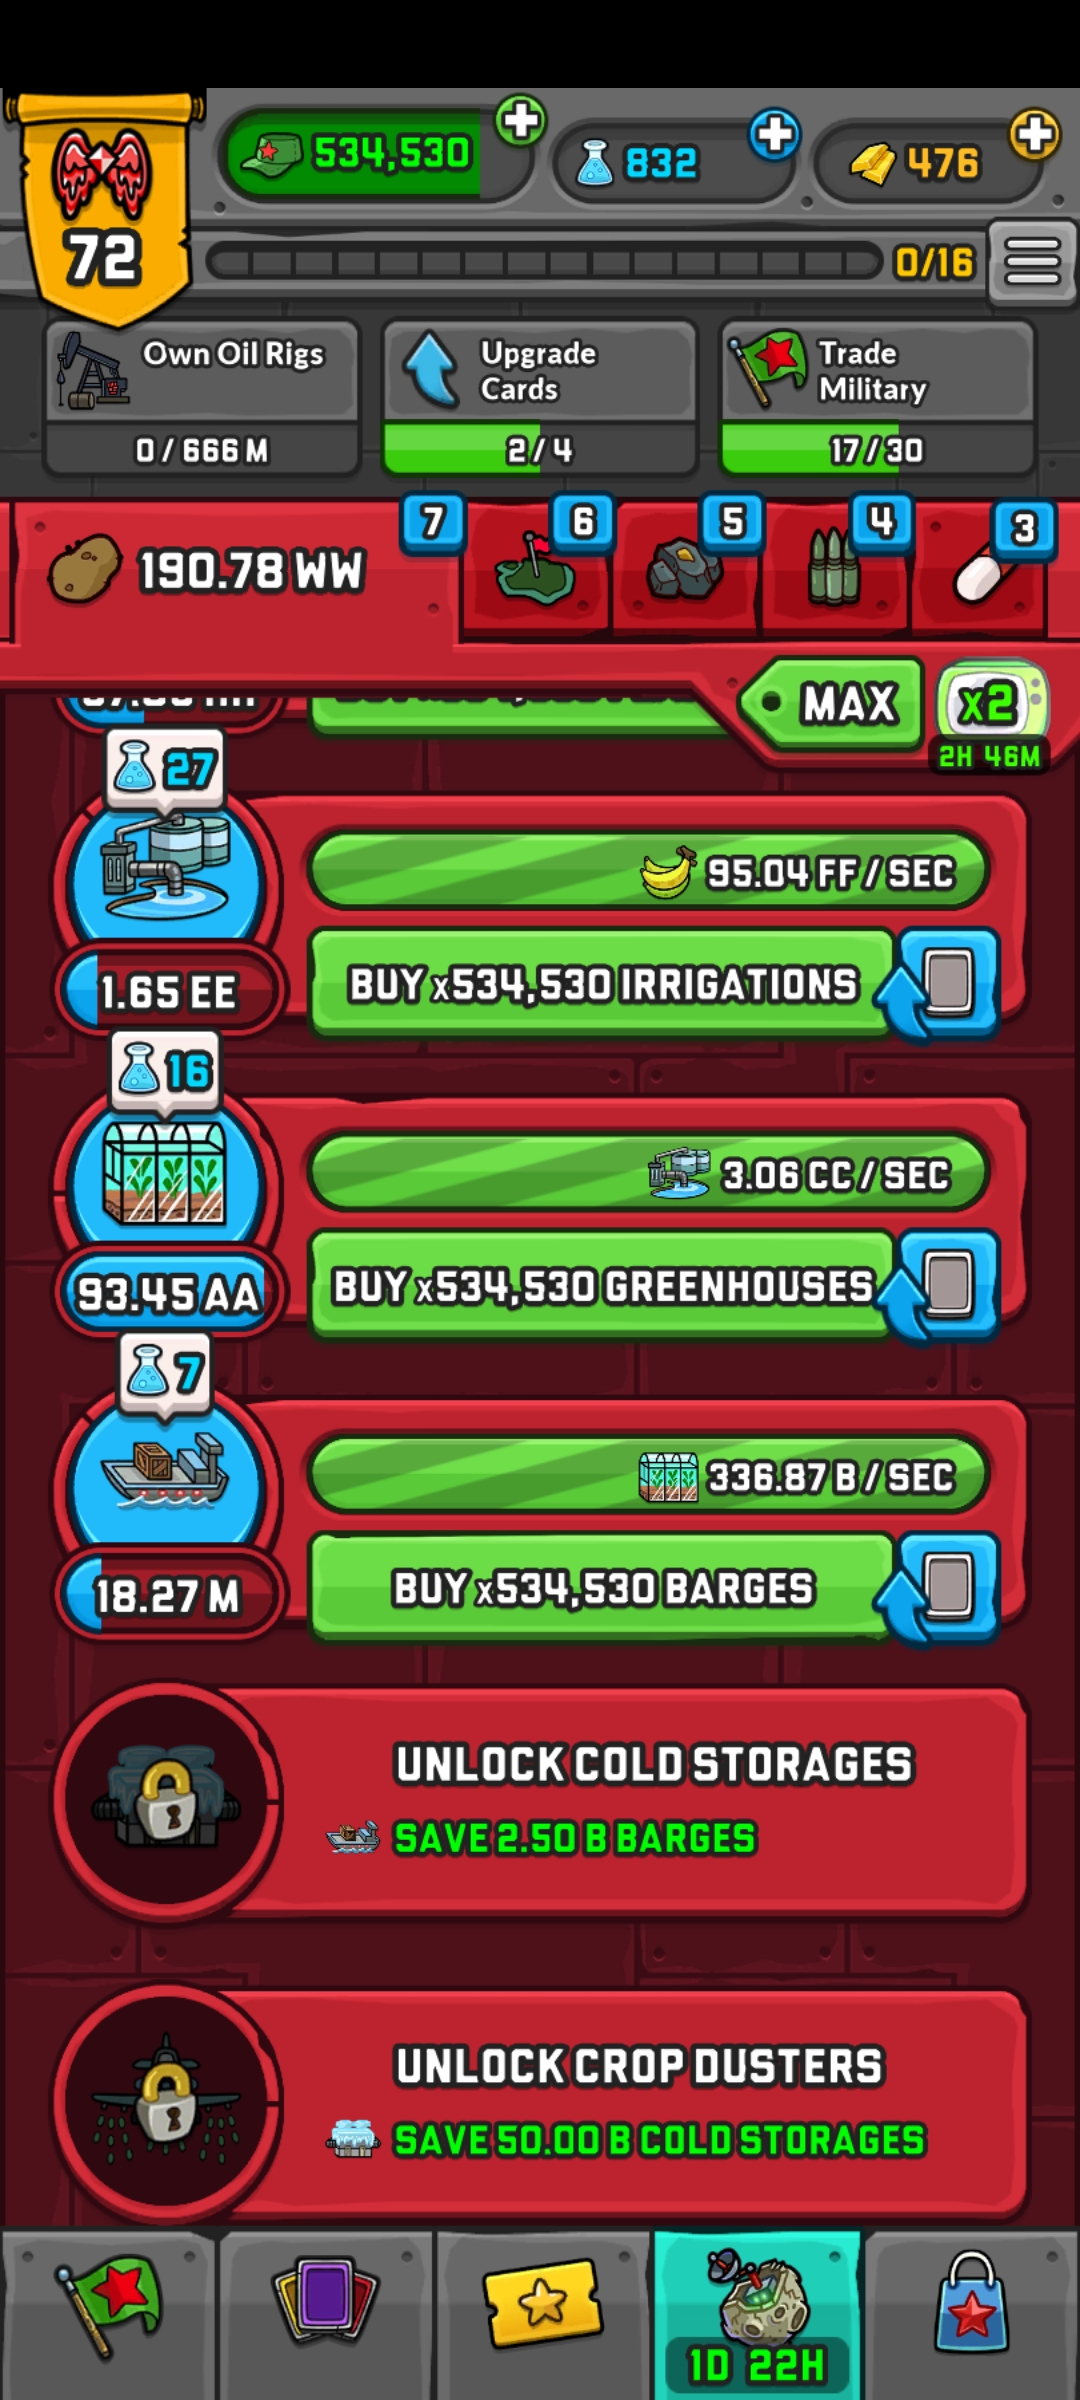 534,530
832
476
72
0/16
Own Oil Rigs
0 / 666 M
Upgrade
Cards
2 / 4
Trade
Military
17 / 30
190.78 WW
7
6
5
4
3
MAX
x2
2H 46M
27
95.04 FF / SEC
1.65 EE
BUY x534,530 IRRIGATIONS
16
3.06 CC / SEC
93.45 AA
BUY x534,530 GREENHOUSES
7
336.87 B / SEC
18.27 M
BUY x534,530 BARGES
UNLOCK COLD STORAGES
SAVE 2.50 B BARGES
UNLOCK CROP DUSTERS
SAVE 50.00 B COLD STORAGES
1D 22H